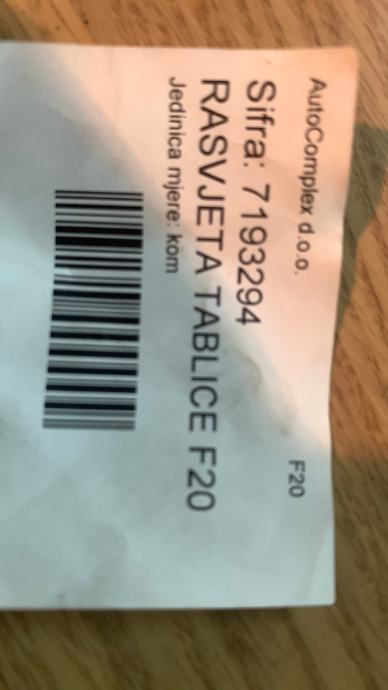 AutoComplex d.o.o. F20
Sifra: 7193294
RASVJETA TABLICE F20
Jedinica mjere: kom